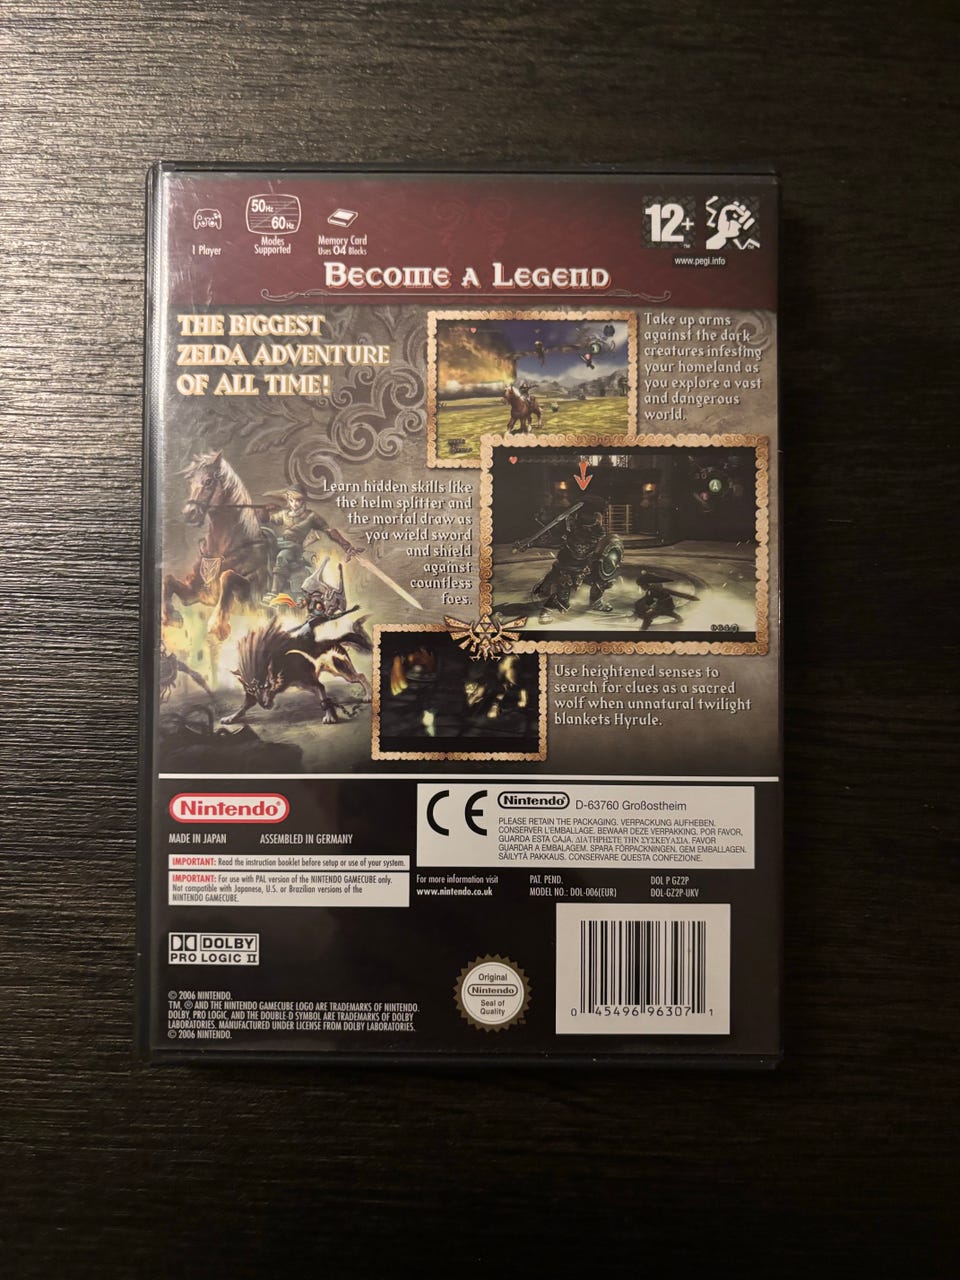 1 Player
50Hz
60Hz
Modes
Supported
Memory Card
Uses 04 Blocks
12+
www.pegi.info
BECOME A LEGEND
THE BIGGEST
ZELDA ADVENTURE
OF ALL TIME!
Take up arms
against the dark
creatures infesting
your homeland as
you explore a vast
and dangerous
world.
Learn hidden skills like
the helm splitter and
the mortal draw as
you wield sword
and shield
against
countless
foes.
A
Use heightened senses to
search for clues as a sacred
wolf when unnatural twilight
blankets Hyrule.
Nintendo®
MADE IN JAPAN ASSEMBLED IN GERMANY
IMPORTANT: Read the instruction booklet before setup or use of your system.
IMPORTANT: For use with PAL version of the NINTENDO GAMECUBE only.
Not compatible with Japanese, U.S. or Brazilian versions of the
NINTENDO GAMECUBE.
CE
Nintendo® D-63760 Großostheim
PLEASE RETAIN THE PACKAGING. VERPACKUNG AUFHEBEN.
CONSERVER L'EMBALLAGE. BEWAAR DEZE VERPAKKING. POR FAVOR,
GUARDA ESTA CAJA. ΔΙΑΤΗΡΗΣΤΕ ΤΗΝ ΣΥΣΚΕΥΑΣΙΑ. FAVOR
GUARDAR A EMBALAGEM. SPARA FÖRPACKNINGEN. GEM EMBALLAGEN.
SÄILYTÄ PAKKAUS. CONSERVARE QUESTA CONFEZIONE.
For more information visit
www.nintendo.co.uk
PAT. PEND.
MODEL NO.: DOL-006(EUR)
DOL P GZ2P
DOL-GZ2P-UKV
DOLBY
PRO LOGIC II
© 2006 NINTENDO.
TM, ® AND THE NINTENDO GAMECUBE LOGO ARE TRADEMARKS OF NINTENDO.
DOLBY, PRO LOGIC, AND THE DOUBLE-D SYMBOL ARE TRADEMARKS OF DOLBY
LABORATORIES. MANUFACTURED UNDER LICENSE FROM DOLBY LABORATORIES.
© 2006 NINTENDO.
Original
Nintendo
Seal of
Quality
0 45496 96307 1